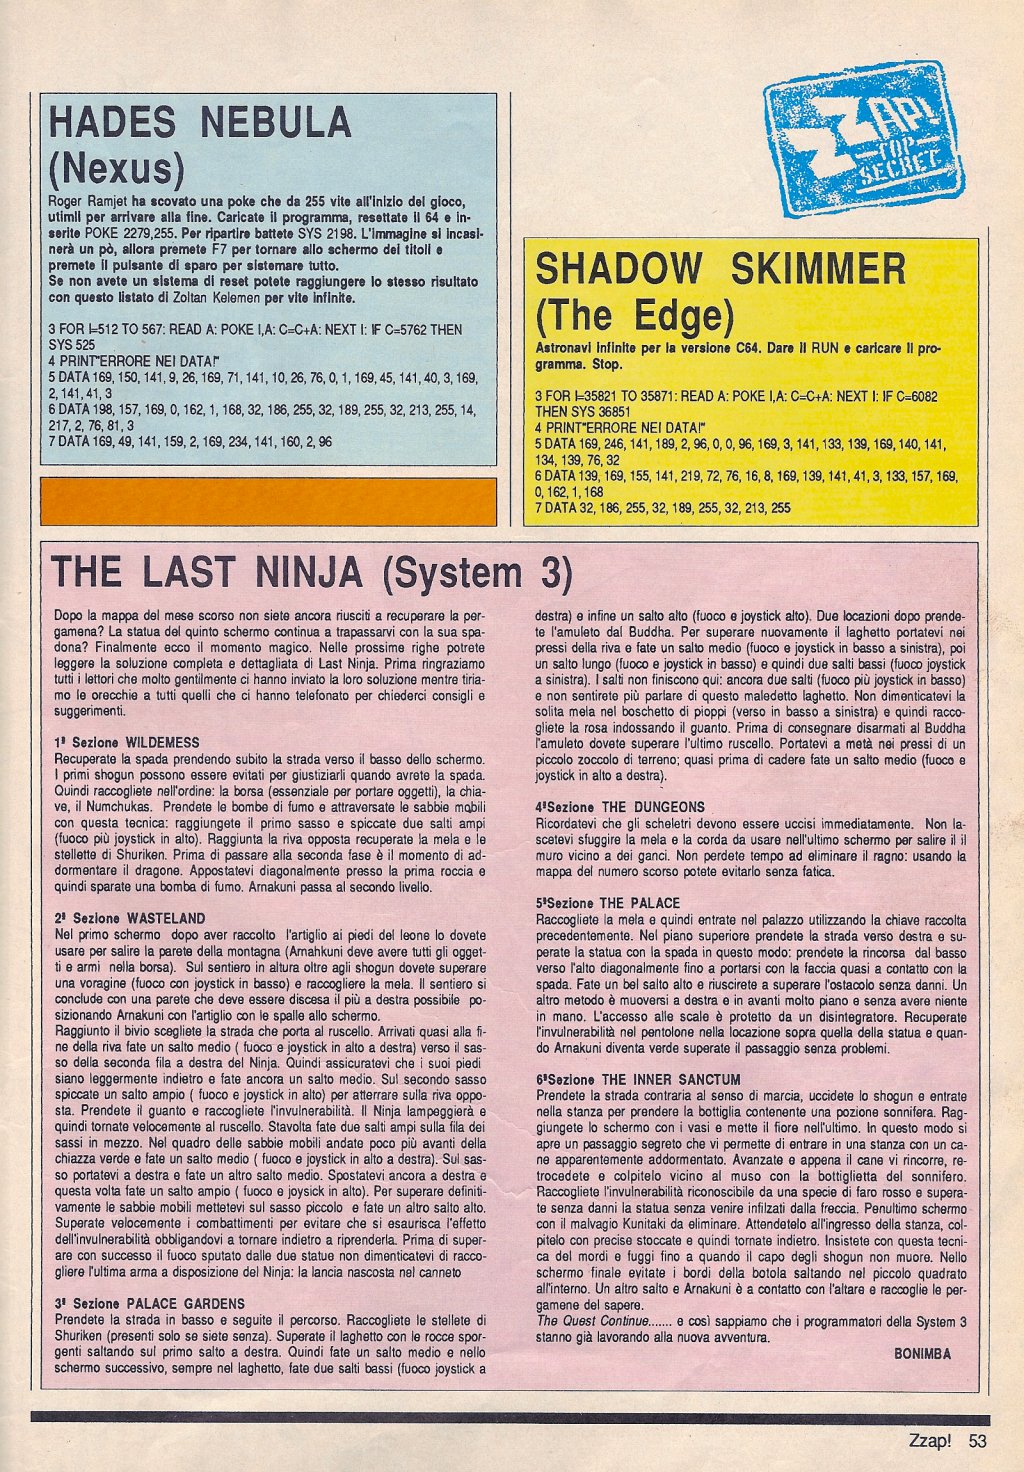 HADES NEBULA
(Nexus)
Roger Ramjet ha scovato una poke che da 255 vite all'inizio del gioco,
utimli per arrivare alla fine. Caricate il programma, resettate il 64 e in-
serite POKE 2279,255. Per ripartire battete SYS 2198. L'immagine si incasi-
nerà un pò, allora premete F7 per tornare allo schermo dei titoli e
premete il pulsante di sparo per sistemare tutto.
Se non avete un sistema di reset potete raggiungere lo stesso risultato
con questo listato di Zoltan Kelemen per vite infinite.
3 FOR I=512 TO 567: READ A: POKE I,A: C=C+A: NEXT I: IF C=5762 THEN
SYS 525
4 PRINT"ERRORE NEI DATA!"
5 DATA 169, 150, 141, 9, 26, 169, 71, 141, 10, 26, 76, 0, 1, 169, 45, 141, 40, 3, 169,
2, 141, 41, 3
6 DATA 198, 157, 169, 0, 162, 1, 168, 32, 186, 255, 32, 189, 255, 32, 213, 255, 14,
217, 2, 76, 81, 3
7 DATA 169, 49, 141, 159, 2, 169, 234, 141, 160, 2, 96
ZZAP!
TOP
SECRET
SHADOW SKIMMER
(The Edge)
Astronavi infinite per la versione C64. Dare il RUN e caricare il pro-
gramma. Stop.
3 FOR I=35821 TO 35871: READ A: POKE I,A: C=C+A: NEXT I: IF C=6082
THEN SYS 36851
4 PRINT"ERRORE NEI DATA!"
5 DATA 169, 246, 141, 189, 2, 96, 0, 0, 96, 169, 3, 141, 133, 139, 169, 140, 141,
134, 139, 76, 32
6 DATA 139, 169, 155, 141, 219, 72, 76, 16, 8, 169, 139, 141, 41, 3, 133, 157, 169,
0, 162, 1, 168
7 DATA 32, 186, 255, 32, 189, 255, 32, 213, 255
THE LAST NINJA (System 3)
Dopo la mappa del mese scorso non siete ancora riusciti a recuperare la per-
gamena? La statua del quinto schermo continua a trapassarvi con la sua spa-
dona? Finalmente ecco il momento magico. Nelle prossime righe potrete
leggere la soluzione completa e dettagliata di Last Ninja. Prima ringraziamo
tutti i lettori che molto gentilmente ci hanno inviato la loro soluzione mentre tiria-
mo le orecchie a tutti quelli che ci hanno telefonato per chiederci consigli e
suggerimenti.
1ª Sezione WILDEMESS
Recuperate la spada prendendo subito la strada verso il basso dello schermo.
I primi shogun possono essere evitati per giustiziarli quando avrete la spada.
Quindi raccogliete nell'ordine: la borsa (essenziale per portare oggetti), la chia-
ve, il Numchukas. Prendete le bombe di fumo e attraversate le sabbie mobili
con questa tecnica: raggiungete il primo sasso e spiccate due salti ampi
(fuoco più joystick in alto). Raggiunta la riva opposta recuperate la mela e le
stellette di Shuriken. Prima di passare alla seconda fase è il momento di ad-
dormentare il dragone. Appostatevi diagonalmente presso la prima roccia e
quindi sparate una bomba di fumo. Arnakuni passa al secondo livello.
2ª Sezione WASTELAND
Nel primo schermo dopo aver raccolto l'artiglio ai piedi del leone lo dovete
usare per salire la parete della montagna (Arnahkuni deve avere tutti gli ogget-
ti e armi nella borsa). Sul sentiero in altura oltre agli shogun dovete superare
una voragine (fuoco con joystick in basso) e raccogliere la mela. Il sentiero si
conclude con una parete che deve essere discesa il più a destra possibile po-
sizionando Arnakuni con l'artiglio con le spalle allo schermo.
Raggiunto il bivio scegliete la strada che porta al ruscello. Arrivati quasi alla fi-
ne della riva fate un salto medio ( fuoco e joystick in alto a destra) verso il sas-
so della seconda fila a destra del Ninja. Quindi assicuratevi che i suoi piedi
siano leggermente indietro e fate ancora un salto medio. Sul secondo sasso
spiccate un salto ampio ( fuoco e joystick in alto) per atterrare sulla riva oppo-
sta. Prendete il guanto e raccogliete l'invulnerabilità. Il Ninja lampeggierà e
quindi tornate velocemente al ruscello. Stavolta fate due salti ampi sulla fila dei
sassi in mezzo. Nel quadro delle sabbie mobili andate poco più avanti della
chiazza verde e fate un salto medio ( fuoco e joystick in alto a destra). Sul sas-
so portatevi a destra e fate un altro salto medio. Spostatevi ancora a destra e
questa volta fate un salto ampio ( fuoco e joysick in alto). Per superare definiti-
vamente le sabbie mobili mettetevi sul sasso piccolo e fate un altro salto alto.
Superate velocemente i combattimenti per evitare che si esaurisca l'effetto
dell'invulnerabilità obbligandovi a tornare indietro a riprenderla. Prima di super-
are con successo il fuoco sputato dalle due statue non dimenticatevi di racco-
gliere l'ultima arma a disposizione del Ninja: la lancia nascosta nel canneto
3ª Sezione PALACE GARDENS
Prendete la strada in basso e seguite il percorso. Raccogliete le stellete di
Shuriken (presenti solo se siete senza). Superate il laghetto con le rocce spor-
genti saltando sul primo salto a destra. Quindi fate un salto medio e nello
schermo successivo, sempre nel laghetto, fate due salti bassi (fuoco joystick a
destra) e infine un salto alto (fuoco e joystick alto). Due locazioni dopo prende-
te l'amuleto dal Buddha. Per superare nuovamente il laghetto portatevi nei
pressi della riva e fate un salto medio (fuoco e joystick in basso a sinistra), poi
un salto lungo (fuoco e joystick in basso) e quindi due salti bassi (fuoco joystick
a sinistra). I salti non finiscono qui: ancora due salti (fuoco più joystick in basso)
e non sentirete più parlare di questo maledetto laghetto. Non dimenticatevi la
solita mela nel boschetto di pioppi (verso in basso a sinistra) e quindi racco-
gliete la rosa indossando il guanto. Prima di consegnare disarmati al Buddha
l'amuleto dovete superare l'ultimo ruscello. Portatevi a metà nei pressi di un
piccolo zoccolo di terreno; quasi prima di cadere fate un salto medio (fuoco e
joystick in alto a destra).
4ªSezione THE DUNGEONS
Ricordatevi che gli scheletri devono essere uccisi immediatamente. Non la-
scetevi sfuggire la mela e la corda da usare nell'ultimo schermo per salire il il
muro vicino a dei ganci. Non perdete tempo ad eliminare il ragno: usando la
mappa del numero scorso potete evitarlo senza fatica.
5ªSezione THE PALACE
Raccogliete la mela e quindi entrate nel palazzo utilizzando la chiave raccolta
precedentemente. Nel piano superiore prendete la strada verso destra e su-
perate la statua con la spada in questo modo: prendete la rincorsa dal basso
verso l'alto diagonalmente fino a portarsi con la faccia quasi a contatto con la
spada. Fate un bel salto alto e riuscirete a superare l'ostacolo senza danni. Un
altro metodo è muoversi a destra e in avanti molto piano e senza avere niente
in mano. L'accesso alle scale è protetto da un disintegratore. Recuperate
l'invulnerabilità nel pentolone nella locazione sopra quella della statua e quan-
do Arnakuni diventa verde superate il passaggio senza problemi.
6ªSezione THE INNER SANCTUM
Prendete la strada contraria al senso di marcia, uccidete lo shogun e entrate
nella stanza per prendere la bottiglia contenente una pozione sonnifera. Rag-
giungete lo schermo con i vasi e mette il fiore nell'ultimo. In questo modo si
apre un passaggio segreto che vi permette di entrare in una stanza con un ca-
ne apparentemente addormentato. Avanzate e appena il cane vi rincorre, re-
trocedete e colpitelo vicino al muso con la bottiglietta del sonnifero.
Raccogliete l'invulnerabilità riconoscibile da una specie di faro rosso e supera-
te senza danni la statua senza venire infilzati dalla freccia. Penultimo schermo
con il malvagio Kunitaki da eliminare. Attendetelo all'ingresso della stanza, col-
pitelo con precise stoccate e quindi tornate indietro. Insistete con questa tecni-
ca del mordi e fuggi fino a quando il capo degli shogun non muore. Nello
schermo finale evitate i bordi della botola saltando nel piccolo quadrato
all'interno. Un altro salto e Arnakuni è a contatto con l'altare e raccoglie le per-
gamene del sapere.
The Quest Continue....... e così sappiamo che i programmatori della System 3
stanno già lavorando alla nuova avventura.
BONIMBA
Zzap! 53